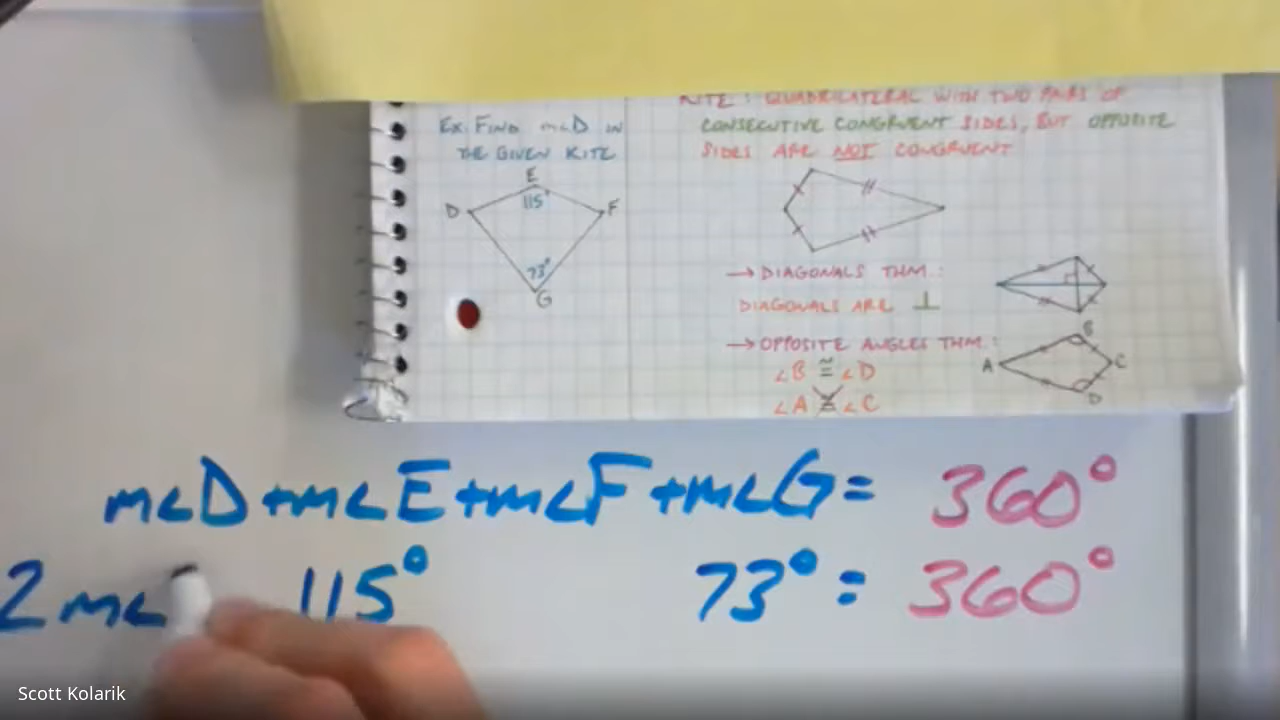 EX: FIND m∠D IN
THE GIVEN KITE
E
115°
D
F
73°
G
KITE: QUADRILATERAL WITH TWO PAIRS OF
CONSECUTIVE CONGRUENT SIDES, BUT OPPOSITE
SIDES ARE NOT CONGRUENT
→ DIAGONALS THM.:
DIAGONALS ARE ⊥
→ OPPOSITE ANGLES THM.:
∠B ≅ ∠D
∠A ≇ ∠C
B
A
C
D
m∠D + m∠E + m∠F + m∠G = 360°
2m∠ 115° 73° = 360°
Scott Kolarik